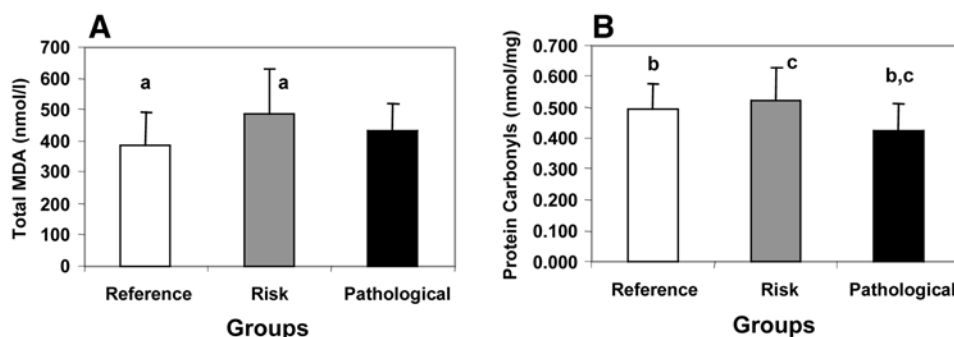 A
Total MDA (nmol/l)
700
600
500
400
300
200
100
0
a
a
Reference Risk Pathological
Groups
B
Protein Carbonyls (nmol/mg)
0.700
0.600
0.500
0.400
0.300
0.200
0.100
0.000
b
c
b,c
Reference Risk Pathological
Groups